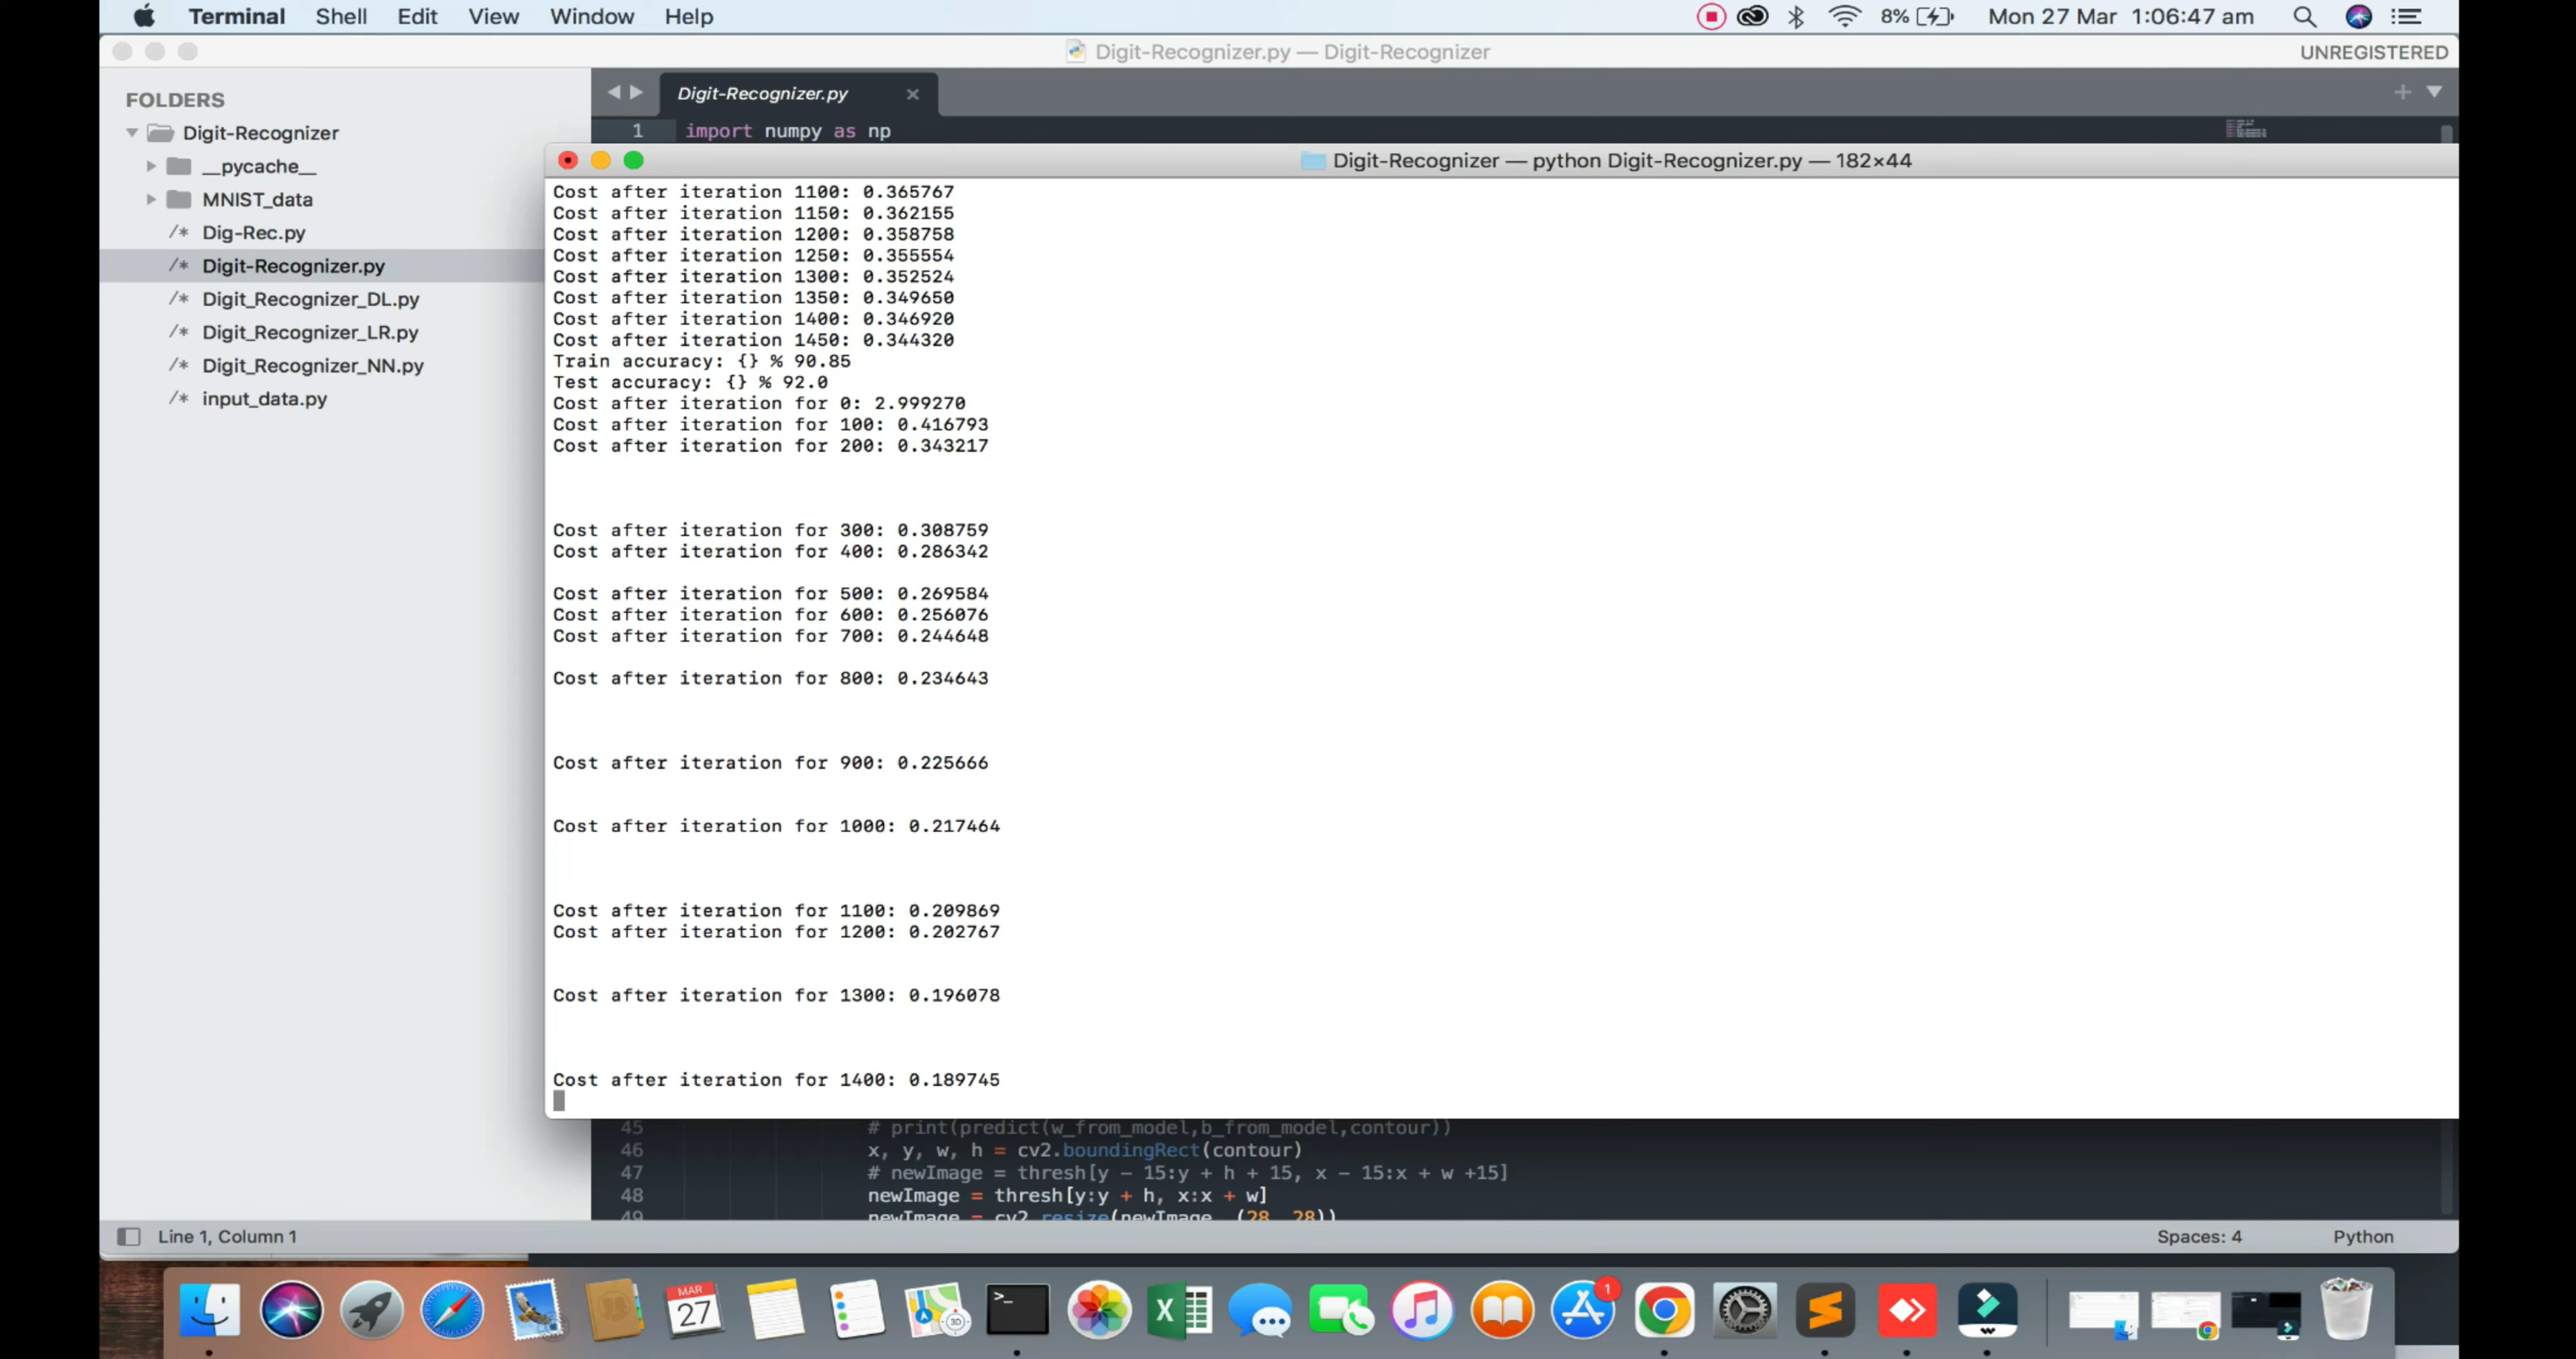 Terminal Shell Edit View Window Help 8% Mon 27 Mar 1:06:47 am
Digit-Recognizer.py — Digit-Recognizer UNREGISTERED
FOLDERS
Digit-Recognizer
__pycache__
MNIST_data
/* Dig-Rec.py
/* Digit-Recognizer.py
/* Digit_Recognizer_DL.py
/* Digit_Recognizer_LR.py
/* Digit_Recognizer_NN.py
/* input_data.py
Digit-Recognizer.py
1 import numpy as np
Digit-Recognizer — python Digit-Recognizer.py — 182×44
Cost after iteration 1100: 0.365767
Cost after iteration 1150: 0.362155
Cost after iteration 1200: 0.358758
Cost after iteration 1250: 0.355554
Cost after iteration 1300: 0.352524
Cost after iteration 1350: 0.349650
Cost after iteration 1400: 0.346920
Cost after iteration 1450: 0.344320
Train accuracy: {} % 90.85
Test accuracy: {} % 92.0
Cost after iteration for 0: 2.999270
Cost after iteration for 100: 0.416793
Cost after iteration for 200: 0.343217
Cost after iteration for 300: 0.308759
Cost after iteration for 400: 0.286342
Cost after iteration for 500: 0.269584
Cost after iteration for 600: 0.256076
Cost after iteration for 700: 0.244648
Cost after iteration for 800: 0.234643
Cost after iteration for 900: 0.225666
Cost after iteration for 1000: 0.217464
Cost after iteration for 1100: 0.209869
Cost after iteration for 1200: 0.202767
Cost after iteration for 1300: 0.196078
Cost after iteration for 1400: 0.189745
45 # print(predict(w_from_model,b_from_model,contour))
46 x, y, w, h = cv2.boundingRect(contour)
47 # newImage = thresh[y - 15:y + h + 15, x - 15:x + w +15]
48 newImage = thresh[y:y + h, x:x + w]
49 newImage = cv2.resize(newImage, (28, 28))
Line 1, Column 1 Spaces: 4 Python
MAR
27
3D
1